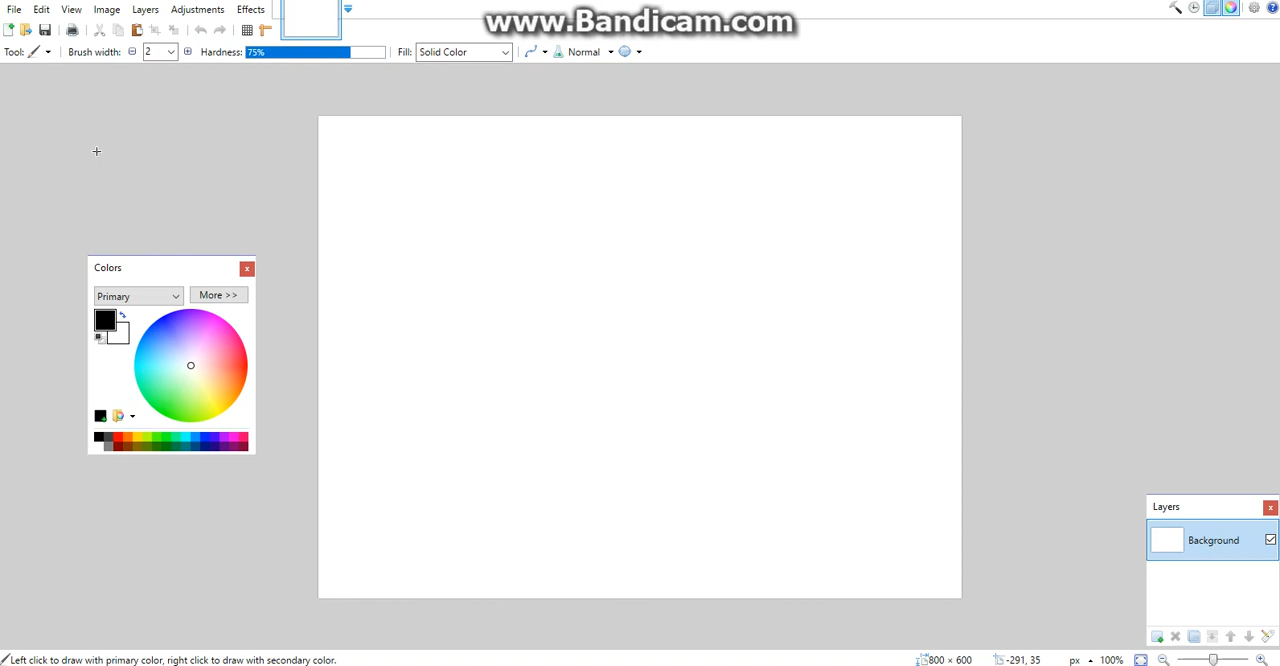 File Edit View Image Layers Adjustments Effects
www.Bandicam.com
Tool: Brush width: 2 Hardness: 75% Fill: Solid Color Normal
Colors
Primary More >>
Layers
Background
Left click to draw with primary color, right click to draw with secondary color. 800 × 600 -291, 35 px 100%